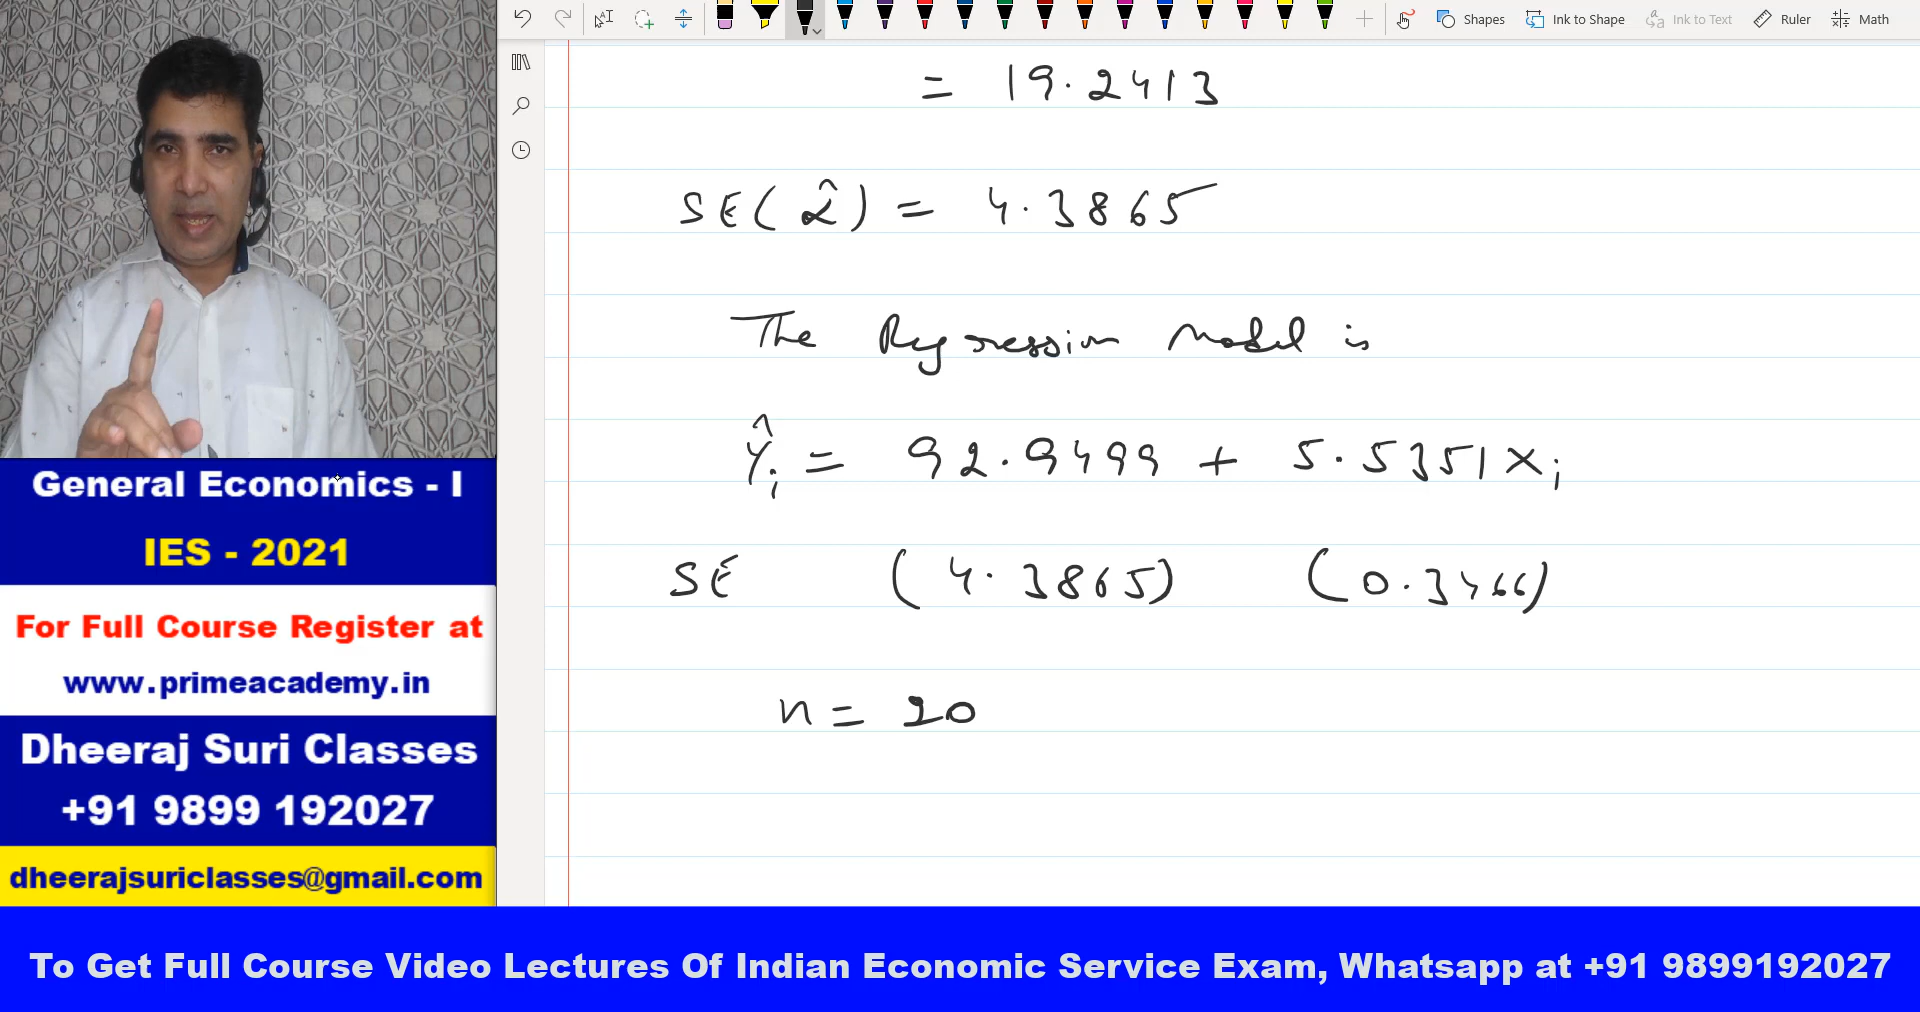 Shapes Ink to Shape Ink to Text Ruler Math
= 19.2413
SE(α̂) = 4.3865
The Regression Model is
Ŷi = 92.9499 + 5.5351Xi
SE (4.3865) (0.3466)
n = 20
General Economics - I
IES - 2021
For Full Course Register at
www.primeacademy.in
Dheeraj Suri Classes
+91 9899 192027
dheerajsuriclasses@gmail.com
To Get Full Course Video Lectures Of Indian Economic Service Exam, Whatsapp at +91 9899192027